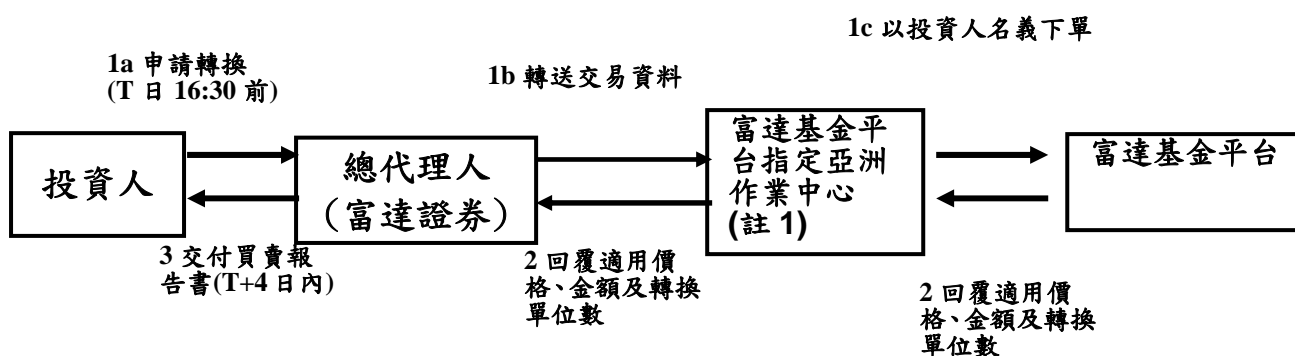 1c 以投資人名義下單
1a 申請轉換
(T 日 16:30 前)
1b 轉送交易資料
投資人
總代理人
（富達證券）
富達基金平
台指定亞洲
作業中心
(註 1)
富達基金平台
3 交付買賣報
告書(T+4 日內)
2 回覆適用價
格、金額及轉換
單位數
2 回覆適用價
格、金額及轉換
單位數